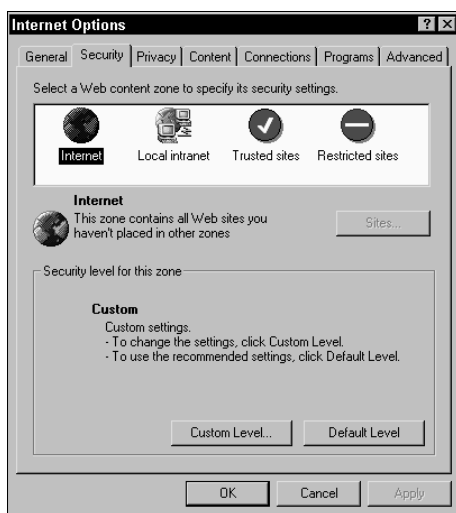 Internet Options
General Security Privacy Content Connections Programs Advanced
Select a Web content zone to specify its security settings.
Internet Local intranet Trusted sites Restricted sites
Internet
This zone contains all Web sites you
haven't placed in other zones
Sites...
Security level for this zone
Custom
Custom settings.
- To change the settings, click Custom Level.
- To use the recommended settings, click Default Level.
Custom Level... Default Level
OK Cancel Apply